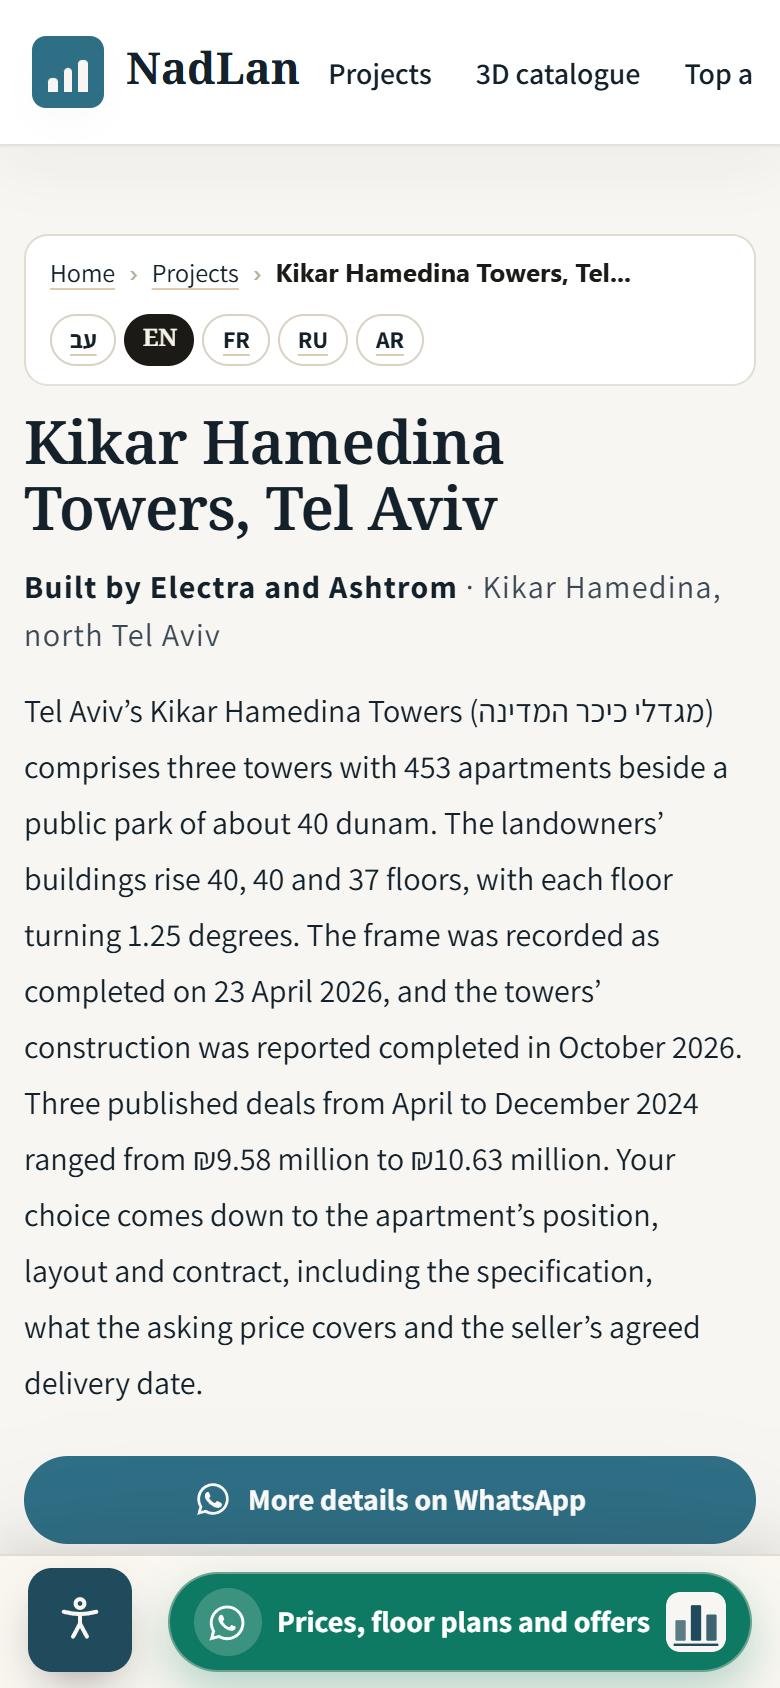 NadLan Projects 3D catalogue Top a
Home › Projects › Kikar Hamedina Towers, Tel...
עב EN FR RU AR
Kikar Hamedina
Towers, Tel Aviv
Built by Electra and Ashtrom · Kikar Hamedina,
north Tel Aviv
Tel Aviv’s Kikar Hamedina Towers (מגדלי כיכר המדינה)
comprises three towers with 453 apartments beside a
public park of about 40 dunam. The landowners’
buildings rise 40, 40 and 37 floors, with each floor
turning 1.25 degrees. The frame was recorded as
completed on 23 April 2026, and the towers’
construction was reported completed in October 2026.
Three published deals from April to December 2024
ranged from ₪9.58 million to ₪10.63 million. Your
choice comes down to the apartment’s position,
layout and contract, including the specification,
what the asking price covers and the seller’s agreed
delivery date.
More details on WhatsApp
Prices, floor plans and offers